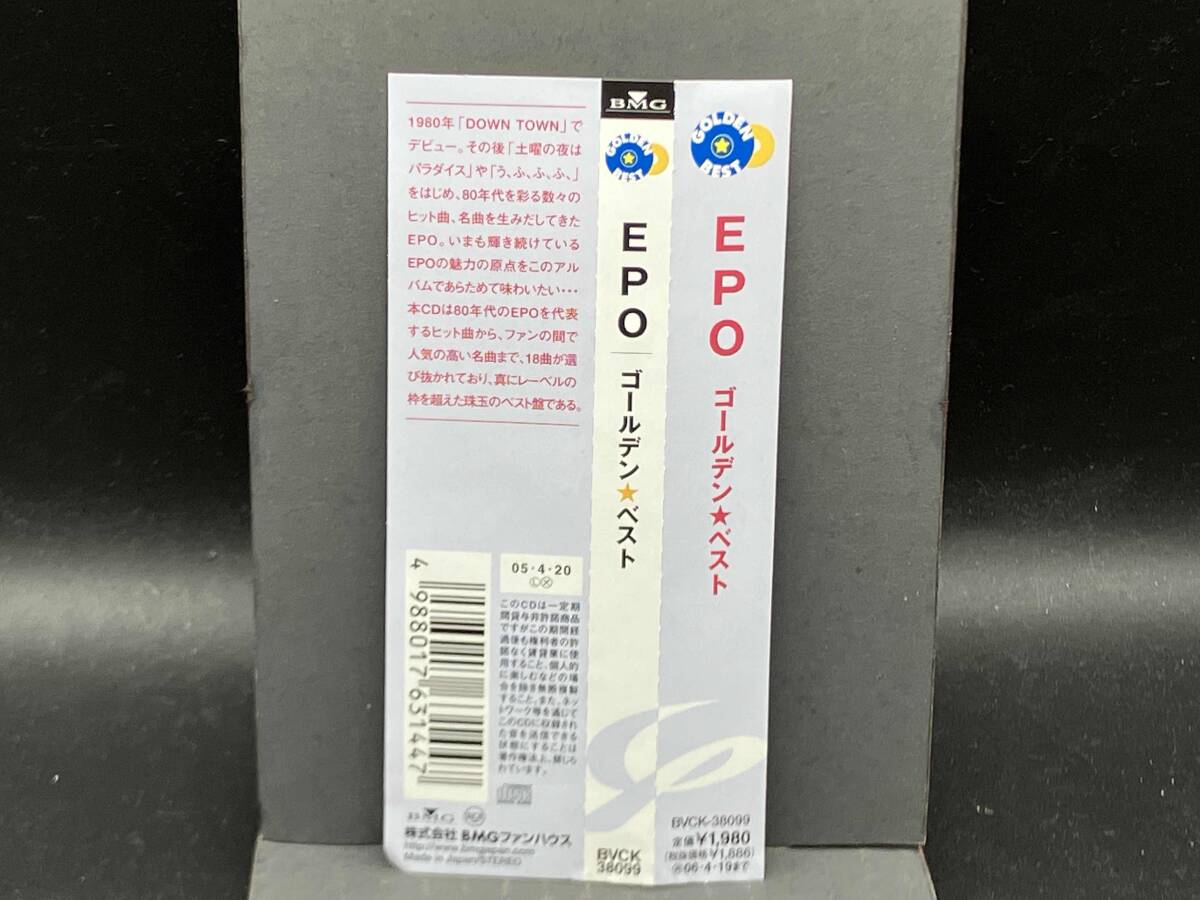 1980年「DOWN TOWN」で
デビュー。その後「土曜の夜は
パラダイス」や「う、ふ、ふ、ふ、」
をはじめ、80年代を彩る数々の
ヒット曲、名曲を生みだしてきた
EPO。いまも輝き続けている
EPOの魅力の原点をこのアル
バムであらためて味わいたい･･･
本CDは80年代のEPOを代表
するヒット曲から、ファンの間で
人気の高い名曲まで、18曲が選
び抜かれており、真にレーベルの
枠を超えた珠玉のベスト盤である。
4 988017 631447
05・4・20
Ⓛ Ⓧ
このCDは一定期
間貸与非許諾商品
ですがこの期間経
過後も権利者の許
諾なく賃貸業に使
用すること、個人的
に楽しむなどの場
合を除き無断複製
すること、また、ネッ
トワーク等を通じて
このCDに収録され
た音を送信できる
状態にすることは
著作権法上、禁じら
れています。
BMG
RCA
株式会社 BMGファンハウス
http://www.bmgjapan.com
Made in Japan/STEREO
BMG
GOLDEN BEST
EPO
ゴールデン★ベスト
BVCK
38099
GOLDEN BEST
EPO
ゴールデン★ベスト
BVCK-38099
定価¥1,980
(税抜価格¥1,886)
06・4・19まで